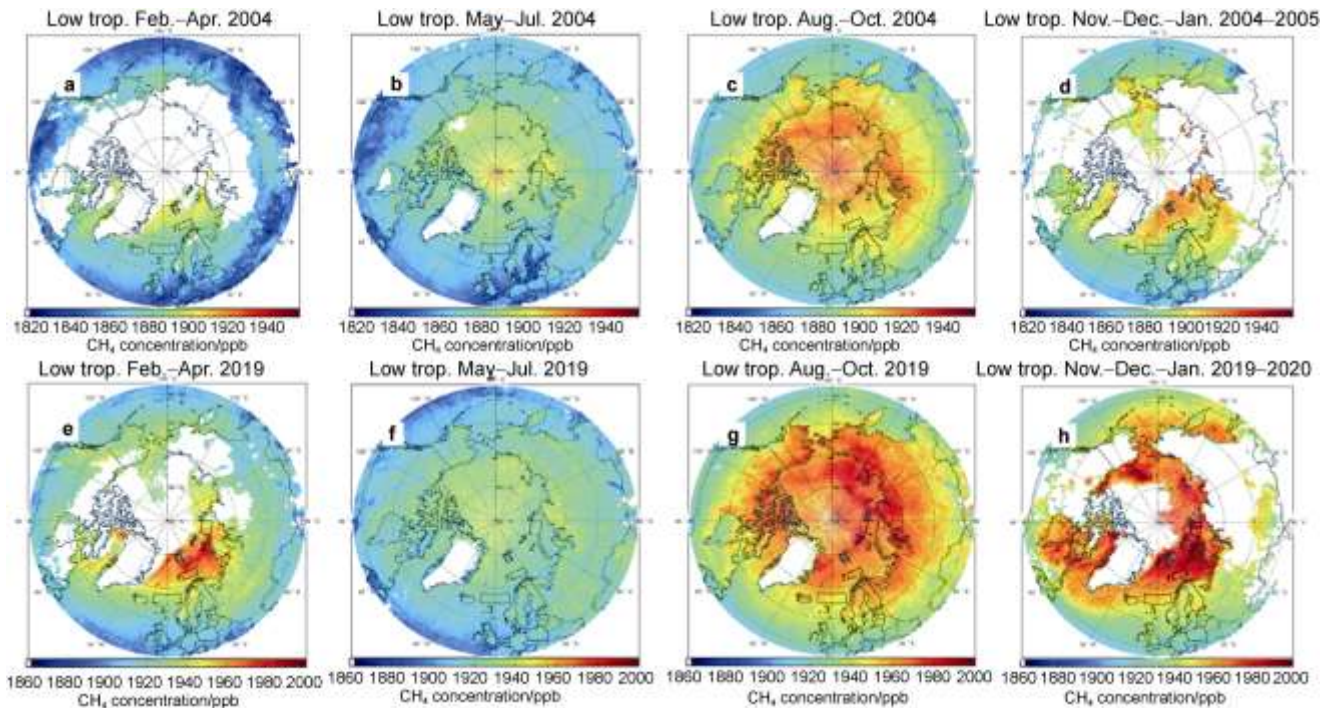 Low trop. Feb.–Apr. 2004
Low trop. May–Jul. 2004
Low trop. Aug.–Oct. 2004
Low trop. Nov.–Dec.–Jan. 2004–2005
a
b
c
d
1820 1840 1860 1880 1900 1920 1940
1820 1840 1860 1880 1900 1920 1940
1820 1840 1860 1880 1900 1920 1940
1820 1840 1860 1880 1900 1920 1940
CH₄ concentration/ppb
CH₄ concentration/ppb
CH₄ concentration/ppb
CH₄ concentration/ppb
Low trop. Feb.–Apr. 2019
Low trop. May–Jul. 2019
Low trop. Aug.–Oct. 2019
Low trop. Nov.–Dec.–Jan. 2019–2020
e
f
g
h
1860 1880 1900 1920 1940 1960 1980 2000
1860 1880 1900 1920 1940 1960 1980 2000
1860 1880 1900 1920 1940 1960 1980 2000
1860 1880 1900 1920 1940 1960 1980 2000
CH₄ concentration/ppb
CH₄ concentration/ppb
CH₄ concentration/ppb
CH₄ concentration/ppb